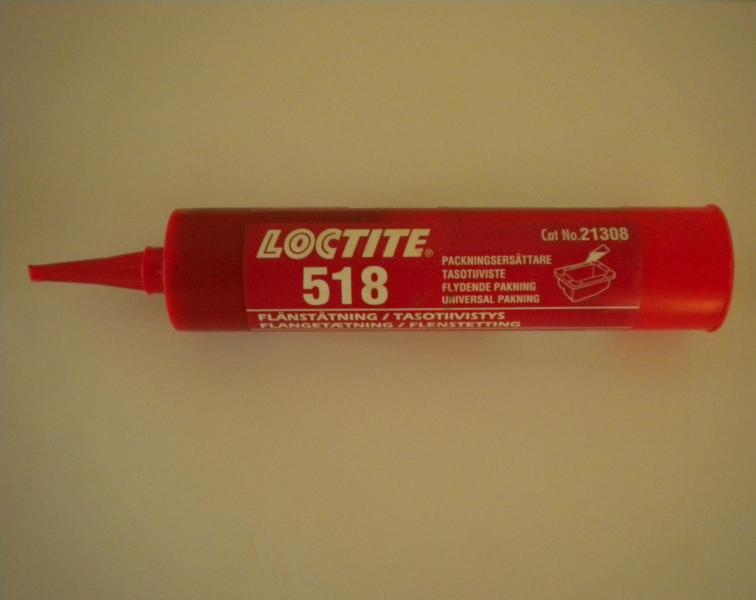 LOCTITE®
518
Cat No.21308
PACKNINGSERSÄTTARE
TASOTIIVISTE
FLYDENDE PAKNING
UNIVERSAL PAKNING
FLÄNSTÄTNING / TASOTIIVISTYS
FLANGETÆTNING / FLENSTETTING